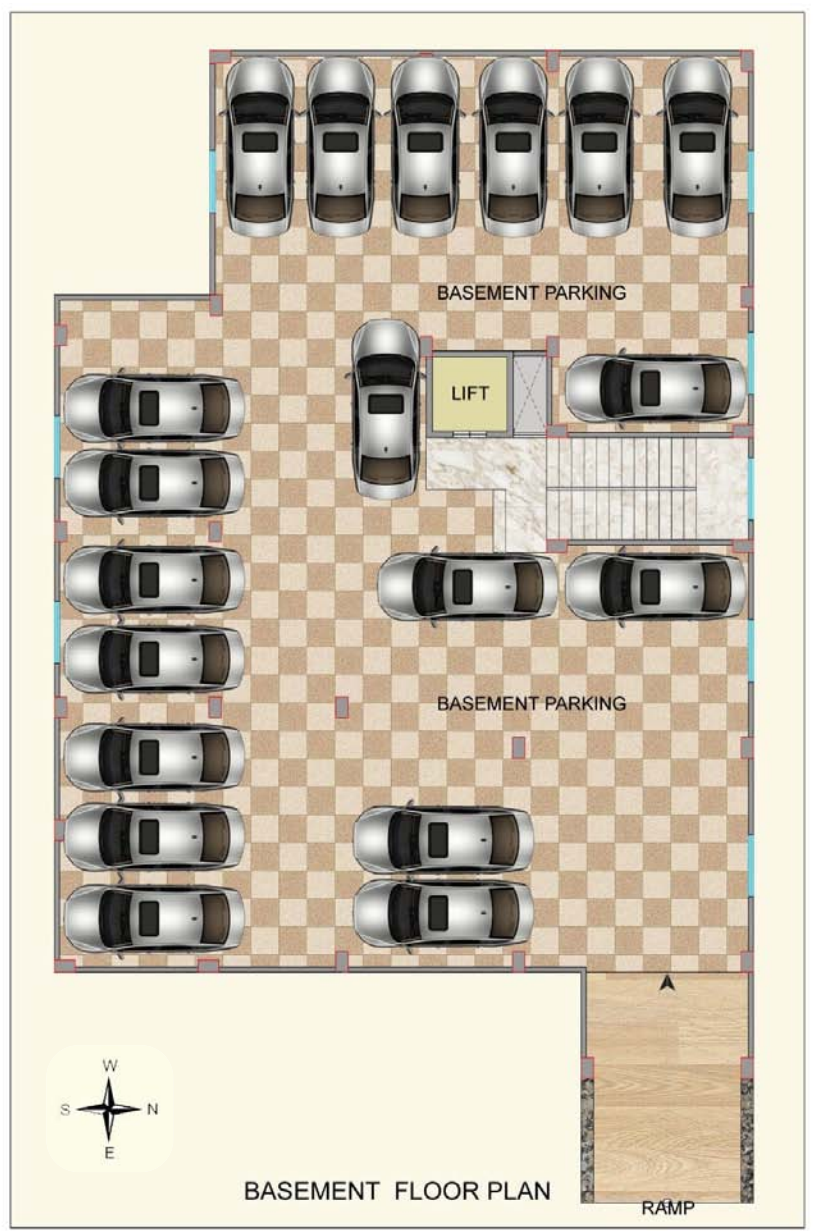 BASEMENT PARKING
LIFT
BASEMENT PARKING
W
S N
E
BASEMENT FLOOR PLAN
RAMP